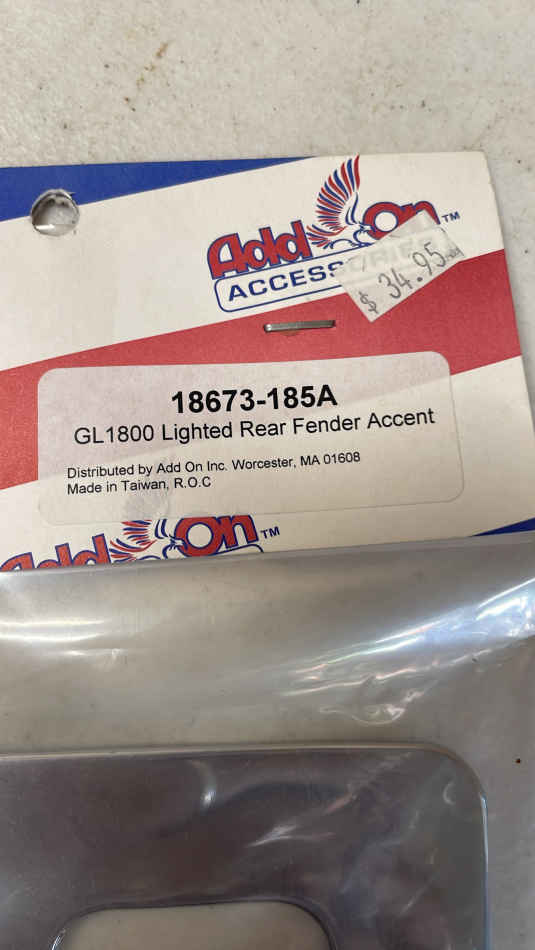 Add On™
ACCESSORIES
$ 34.95
18673-185A
GL1800 Lighted Rear Fender Accent
Distributed by Add On Inc. Worcester, MA 01608
Made in Taiwan, R.O.C
Add On™